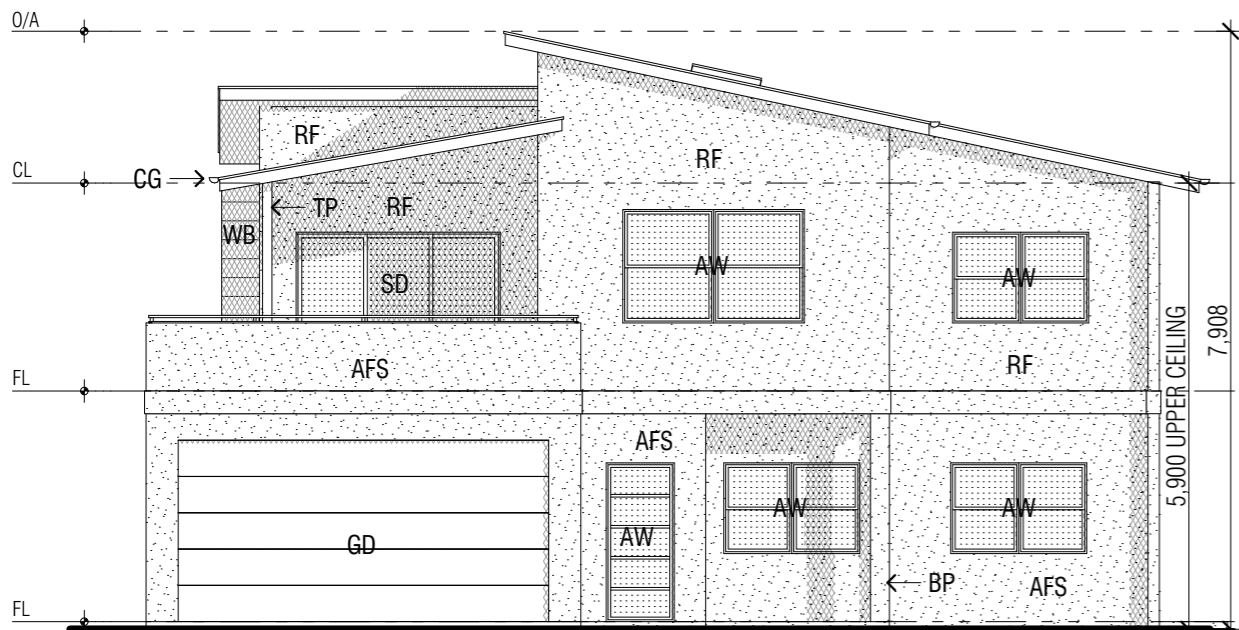 O/A
RF
RF
CL
CG
TP
RF
WB
AW
AW
SD
RF
AFS
FL
5,900 UPPER CEILING
7,908
AFS
AW
AW
AW
GD
BP
AFS
FL